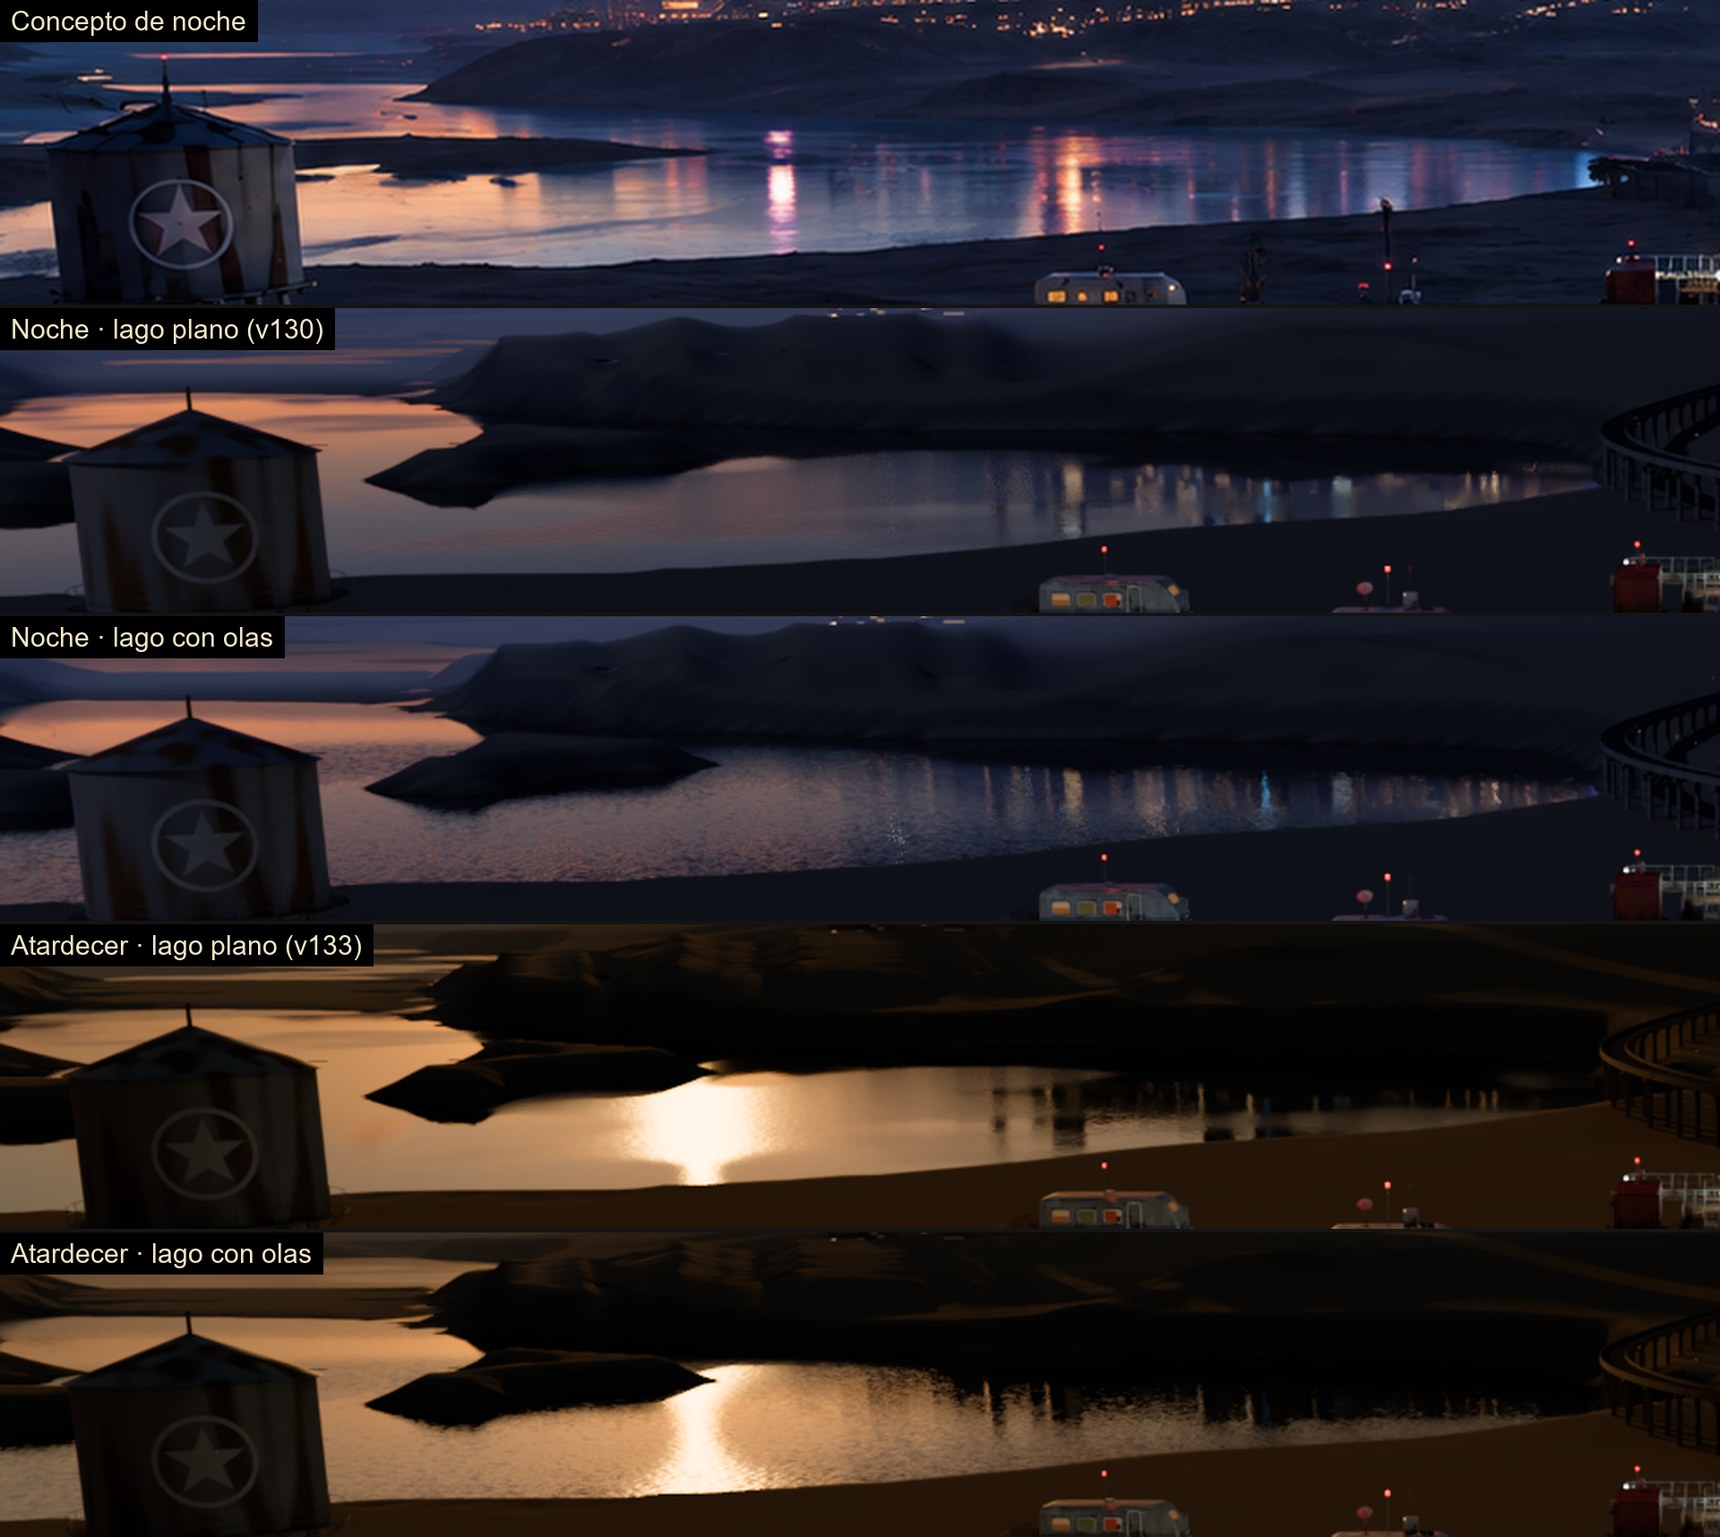 Concepto de noche
Noche · lago plano (v130)
Noche · lago con olas
Atardecer · lago plano (v133)
Atardecer · lago con olas